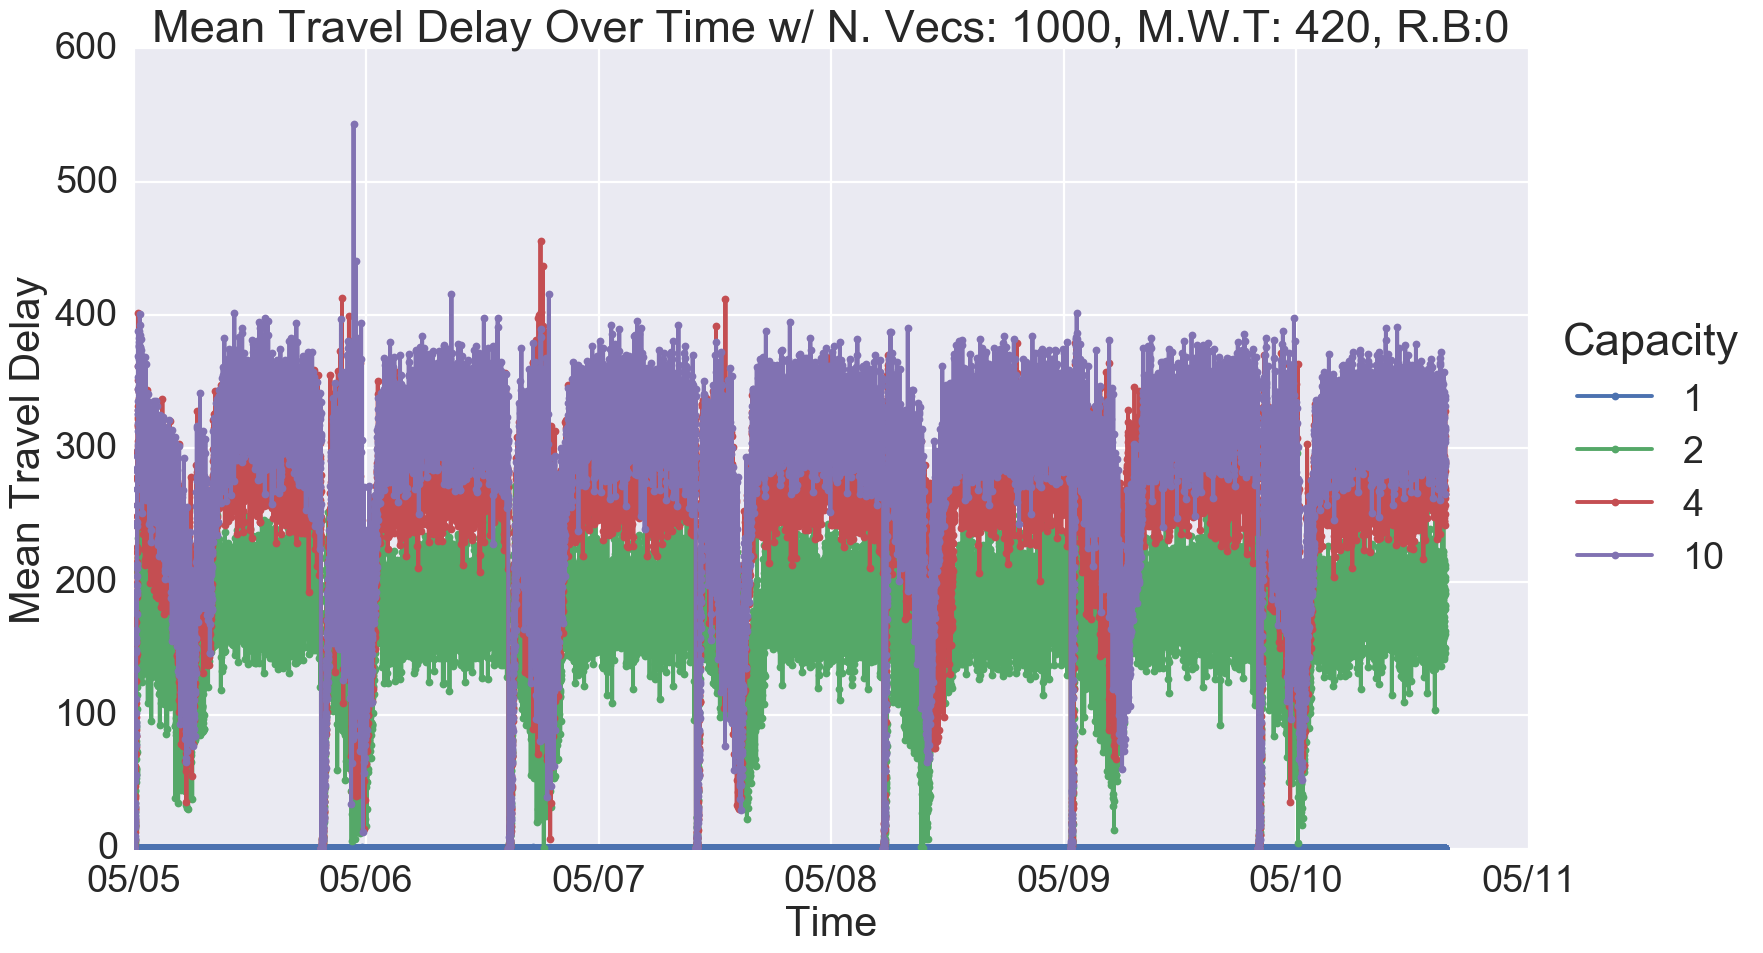 Mean Travel Delay Over Time w/ N. Vecs: 1000, M.W.T: 420, R.B:0
600
500
400
300
200
100
0
Mean Travel Delay
05/05 05/06 05/07 05/08 05/09 05/10 05/11
Time
Capacity
1
2
4
10